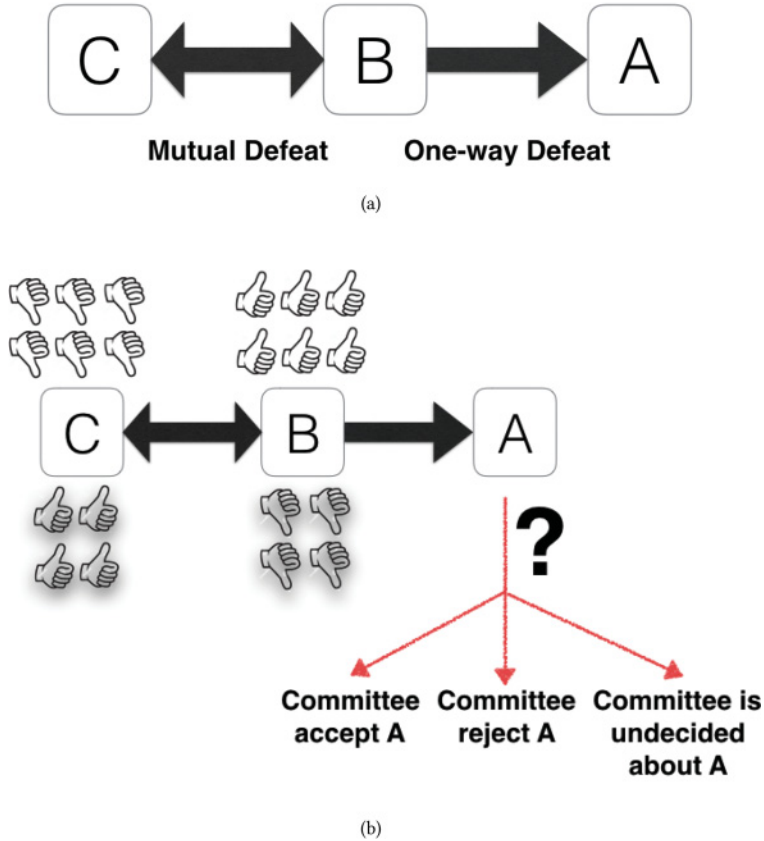 C B A
Mutual Defeat One-way Defeat
(a)
C B A
?
Committee Committee Committee is
accept A reject A undecided
about A
(b)